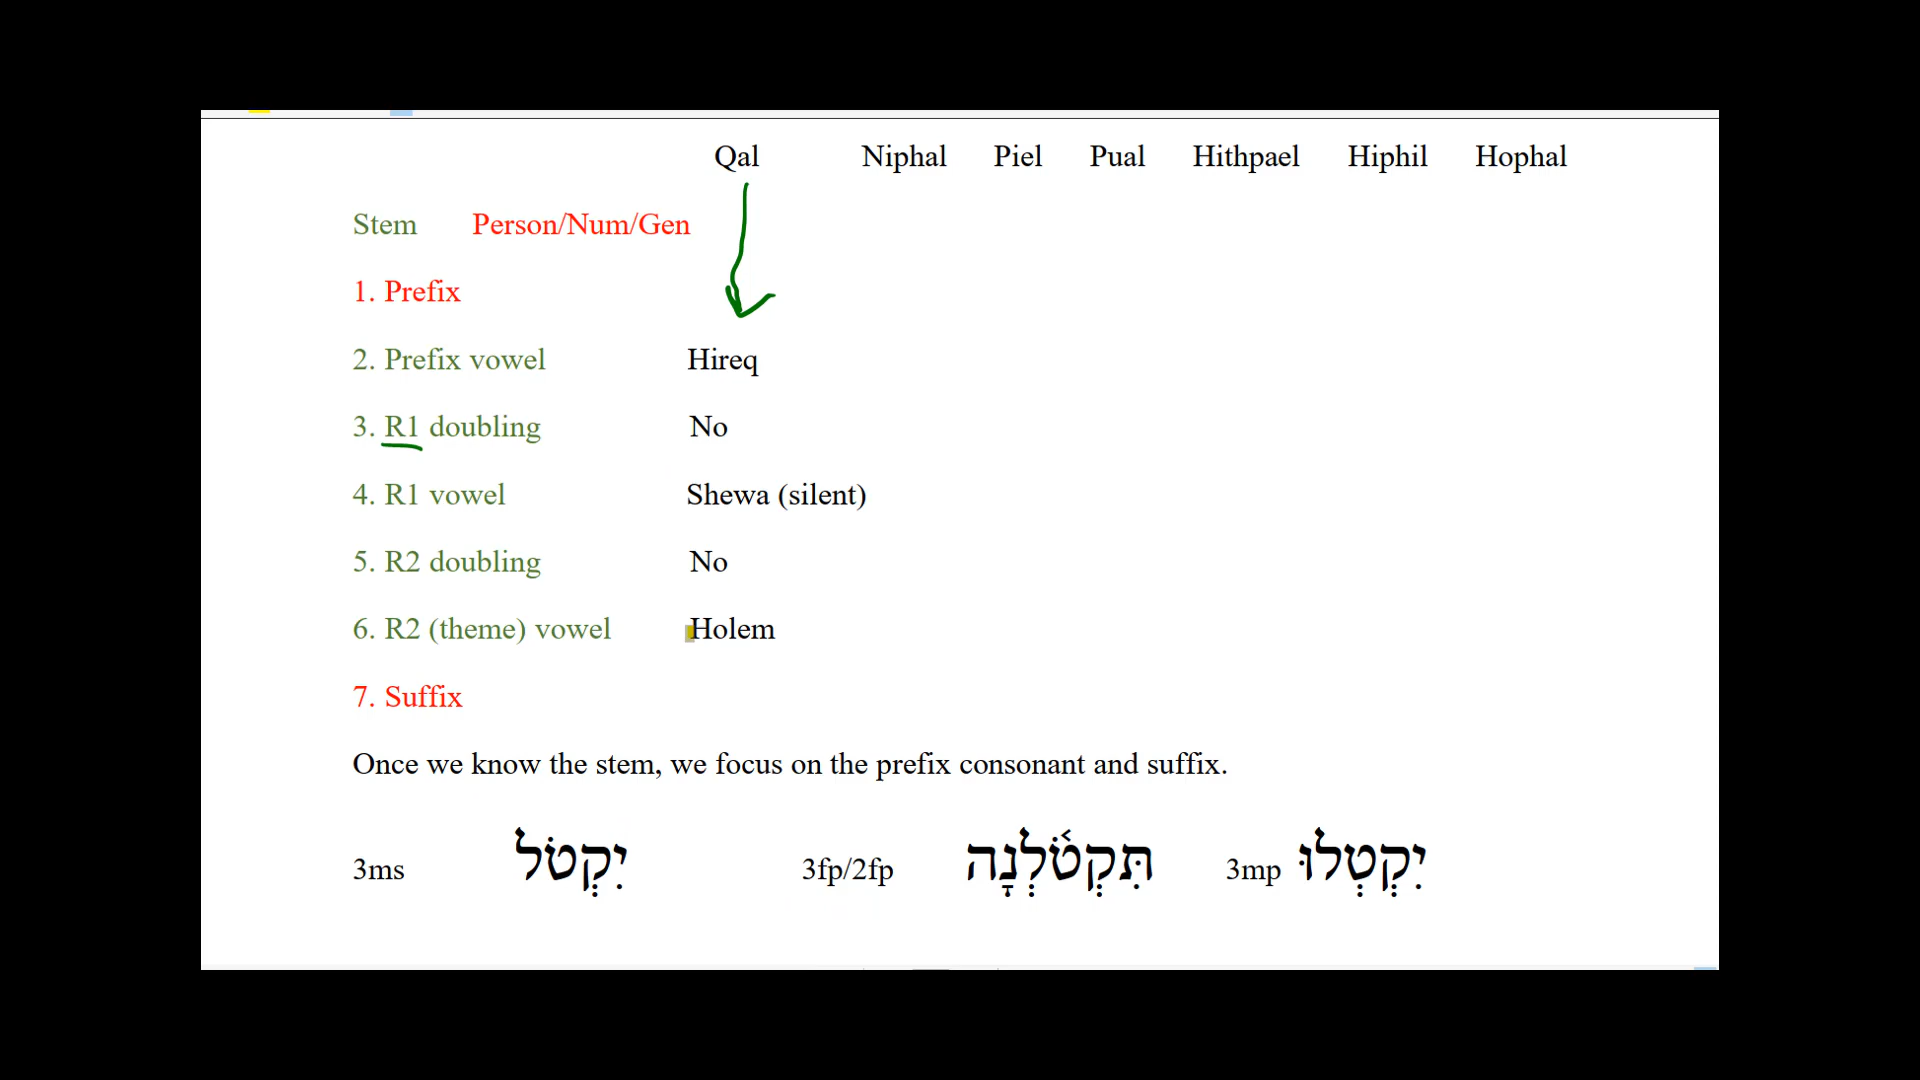 Qal Niphal Piel Pual Hithpael Hiphil Hophal
Stem Person/Num/Gen
1. Prefix
2. Prefix vowel Hireq
3. R1 doubling No
4. R1 vowel Shewa (silent)
5. R2 doubling No
6. R2 (theme) vowel Holem
7. Suffix
Once we know the stem, we focus on the prefix consonant and suffix.
3ms יִקְטֹל 3fp/2fp תִּקְטֹ֫לְנָה 3mp יִקְטְלוּ